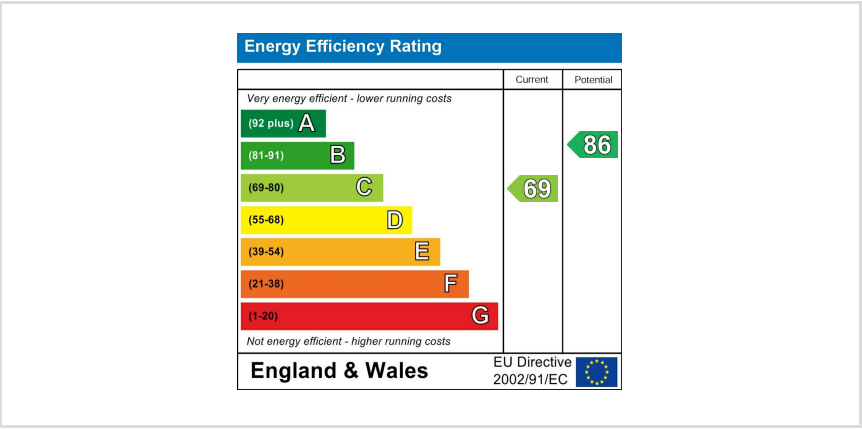 Energy Efficiency Rating
Current Potential
Very energy efficient - lower running costs
(92 plus) A
(81-91) B
86
(69-80) C
69
(55-68) D
(39-54) E
(21-38) F
(1-20) G
Not energy efficient - higher running costs
England & Wales
EU Directive
2002/91/EC